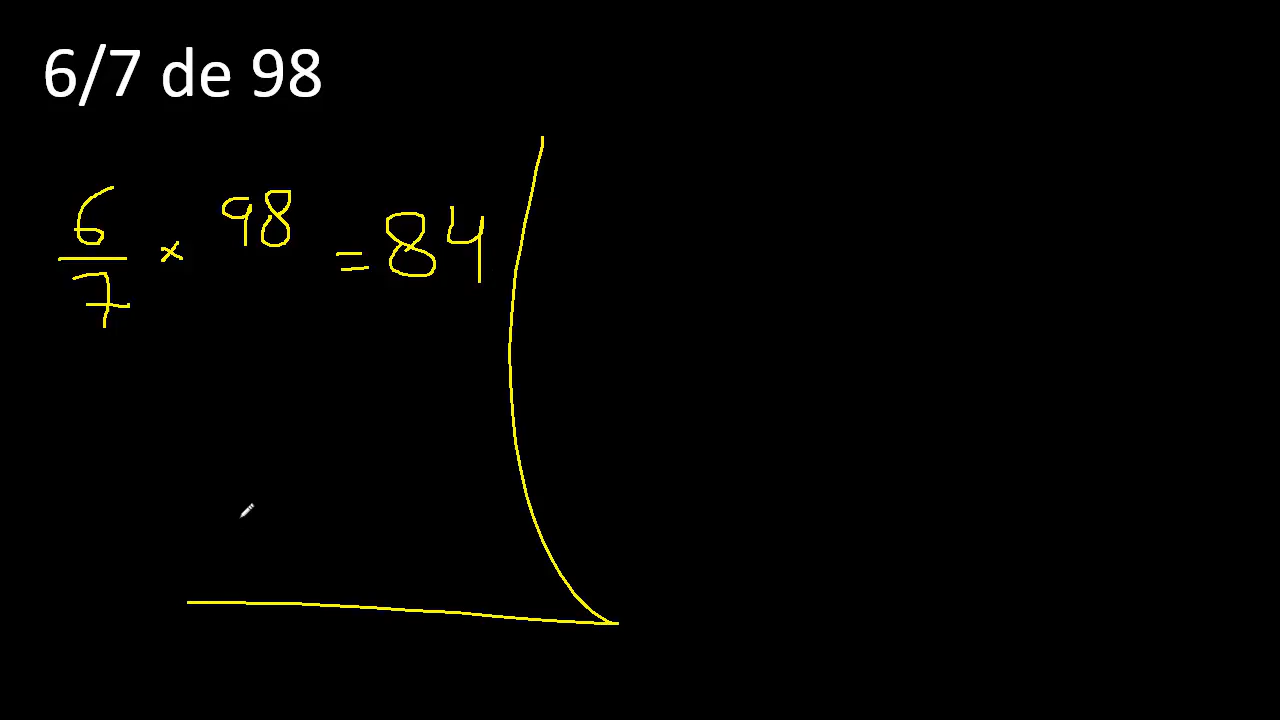 6/7 de 98
6/7 × 98 = 84